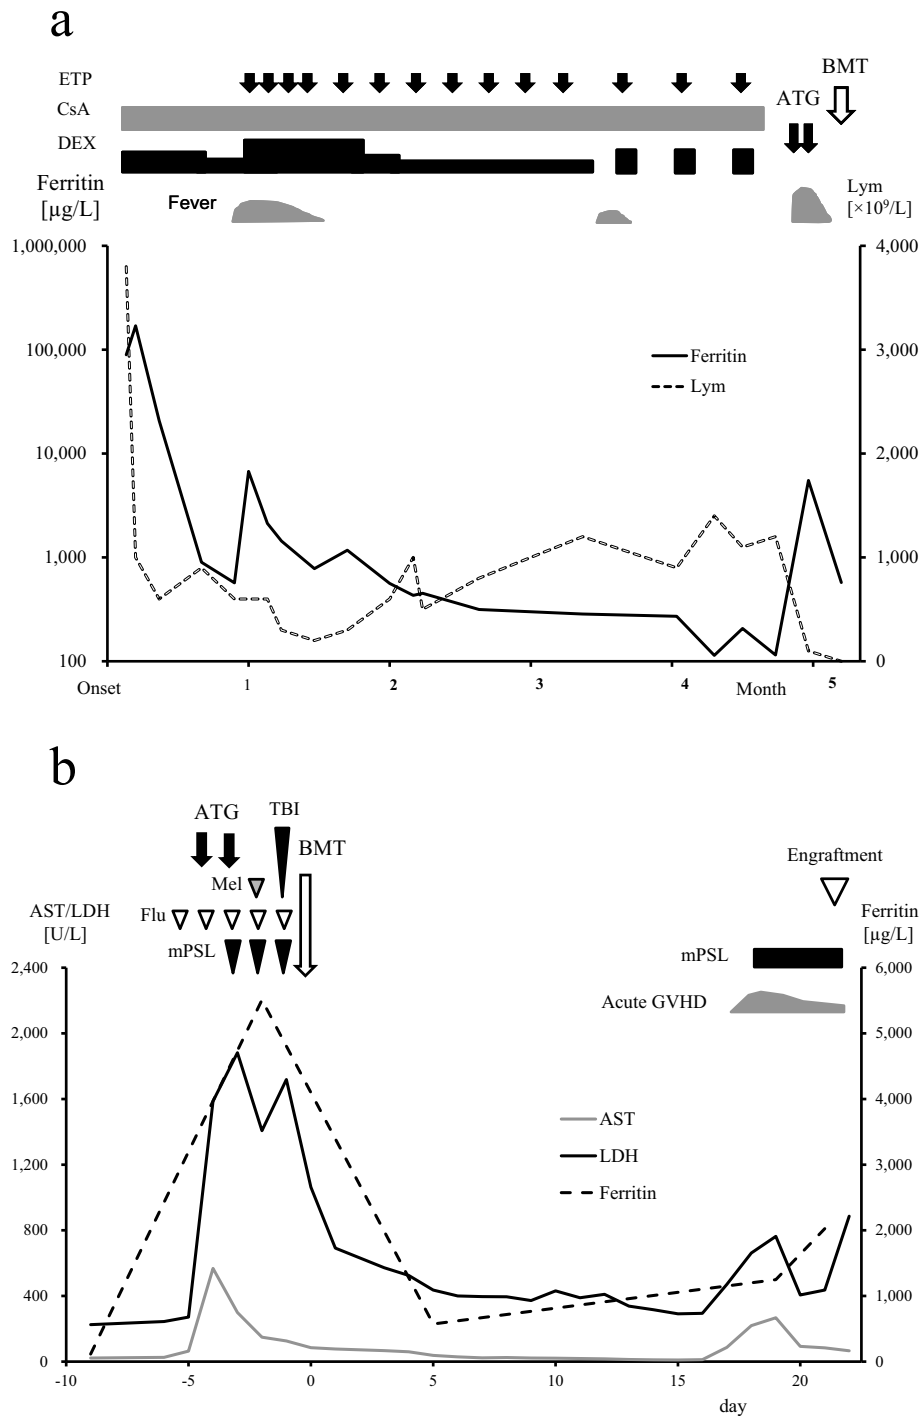 a
ETP
CsA
DEX
BMT
ATG
Ferritin
[µg/L]
Fever
Lym
[×10⁹/L]
1,000,000
100,000
10,000
1,000
100
4,000
3,000
2,000
1,000
0
Ferritin
Lym
Onset
1
2
3
4
Month
5
b
ATG
TBI
BMT
Mel
Flu
mPSL
AST/LDH
[U/L]
Engraftment
Ferritin
[µg/L]
mPSL
Acute GVHD
2,400
2,000
1,600
1,200
800
400
0
6,000
5,000
4,000
3,000
2,000
1,000
0
AST
LDH
Ferritin
-10
-5
0
5
10
15
20
day